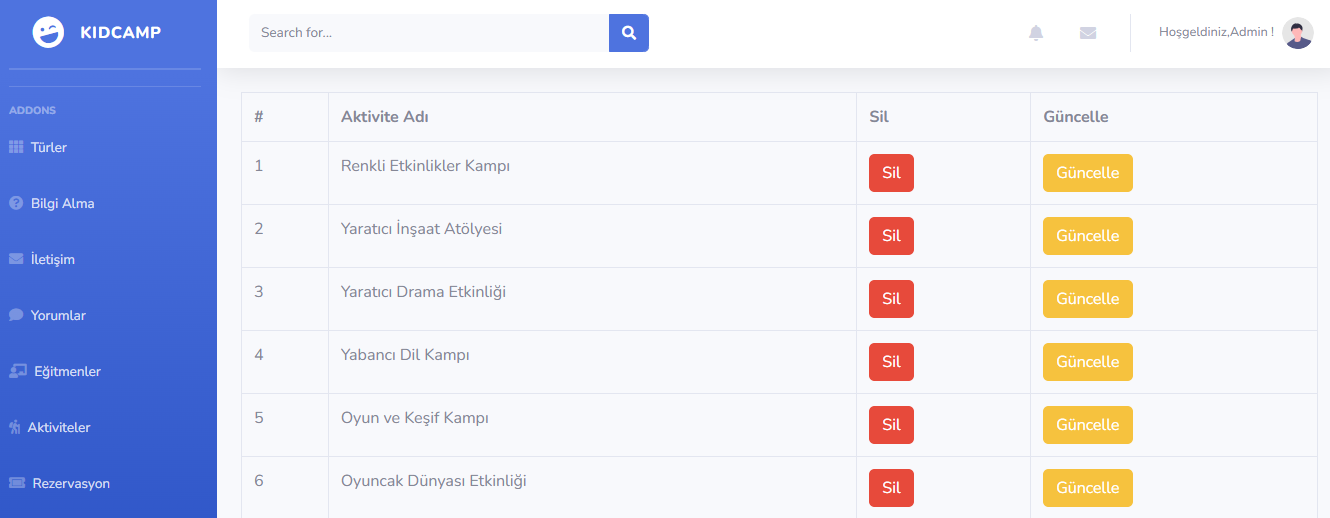 KIDCAMP
Search for...
Hoşgeldiniz,Admin !
ADDONS
Türler
Bilgi Alma
İletişim
Yorumlar
Eğitmenler
Aktiviteler
Rezervasyon
# Aktivite Adı Sil Güncelle
1 Renkli Etkinlikler Kampı Sil Güncelle
2 Yaratıcı İnşaat Atölyesi Sil Güncelle
3 Yaratıcı Drama Etkinliği Sil Güncelle
4 Yabancı Dil Kampı Sil Güncelle
5 Oyun ve Keşif Kampı Sil Güncelle
6 Oyuncak Dünyası Etkinliği Sil Güncelle